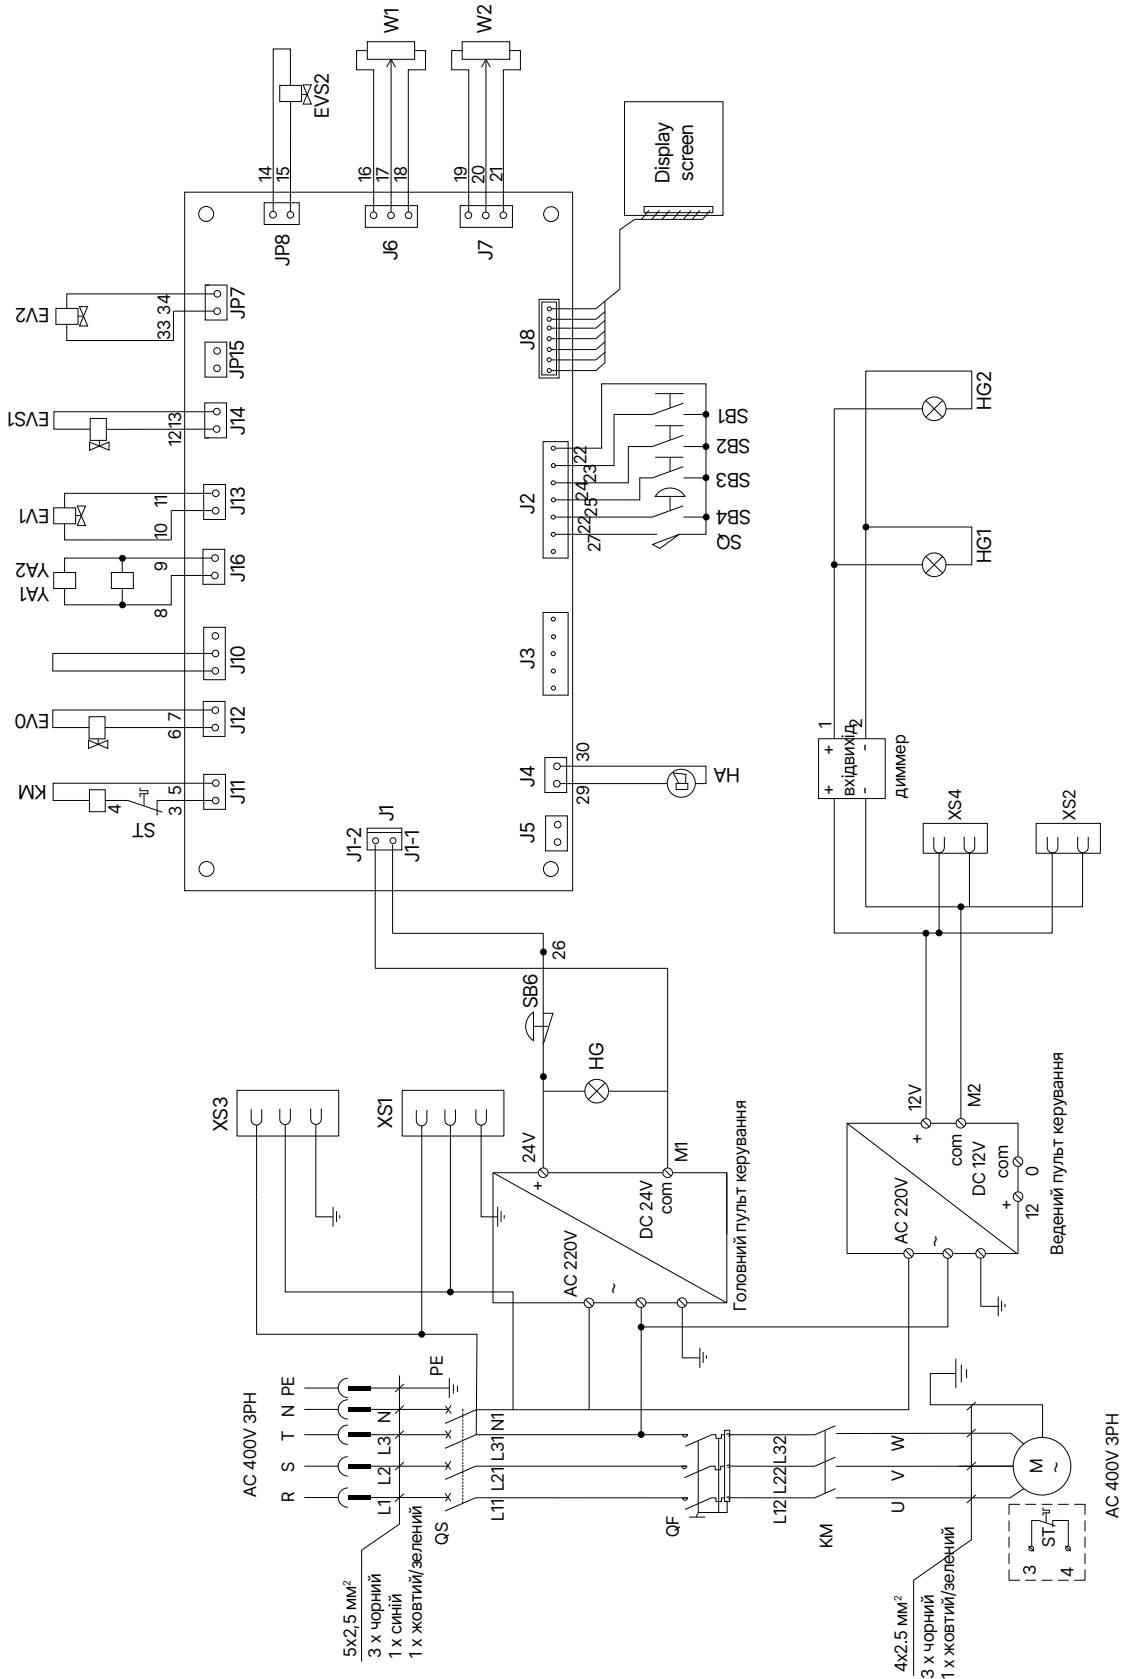 W1
W2
EVS2
14
15
16
17
18
19
20
21
JP8
J6
J7
Display
screen
EV2
33 34
JP7
JP15
EVS1
12 13
J14
EV1
10
11
J13
YA2
YA1
8
9
J16
J10
EV0
6
7
J12
KM
4
ST
3
5
J11
J8
J2
22
23
24
25
22
27
SB1
SB2
SB3
SB4
SQ
J3
J4
30
29
HA
J5
J1
J1-2
J1-1
26
SB6
HG
24V
M1
+
DC 24V
com
AC 220V
~
Головний пульт керування
XS3
XS1
HG2
HG1
1
2
+
+
-
-
вхід
вихід
диммер
XS4
XS2
12V
M2
+
com
DC 12V
com
+
0
12
AC 220V
~
Ведений пульт керування
AC 400V 3PH
R
S
T
N
PE
L1
L2
L3
N
PE
QS
L11
L21
L31
N1
QF
L12
L22
L32
KM
U
V
W
M
~
AC 400V 3PH
ST
3
4
5x2,5 мм²
3 x чорний
1 x синій
1 x жовтий/зелений
4x2.5 мм²
3 x чорний
1 x жовтий/зелений